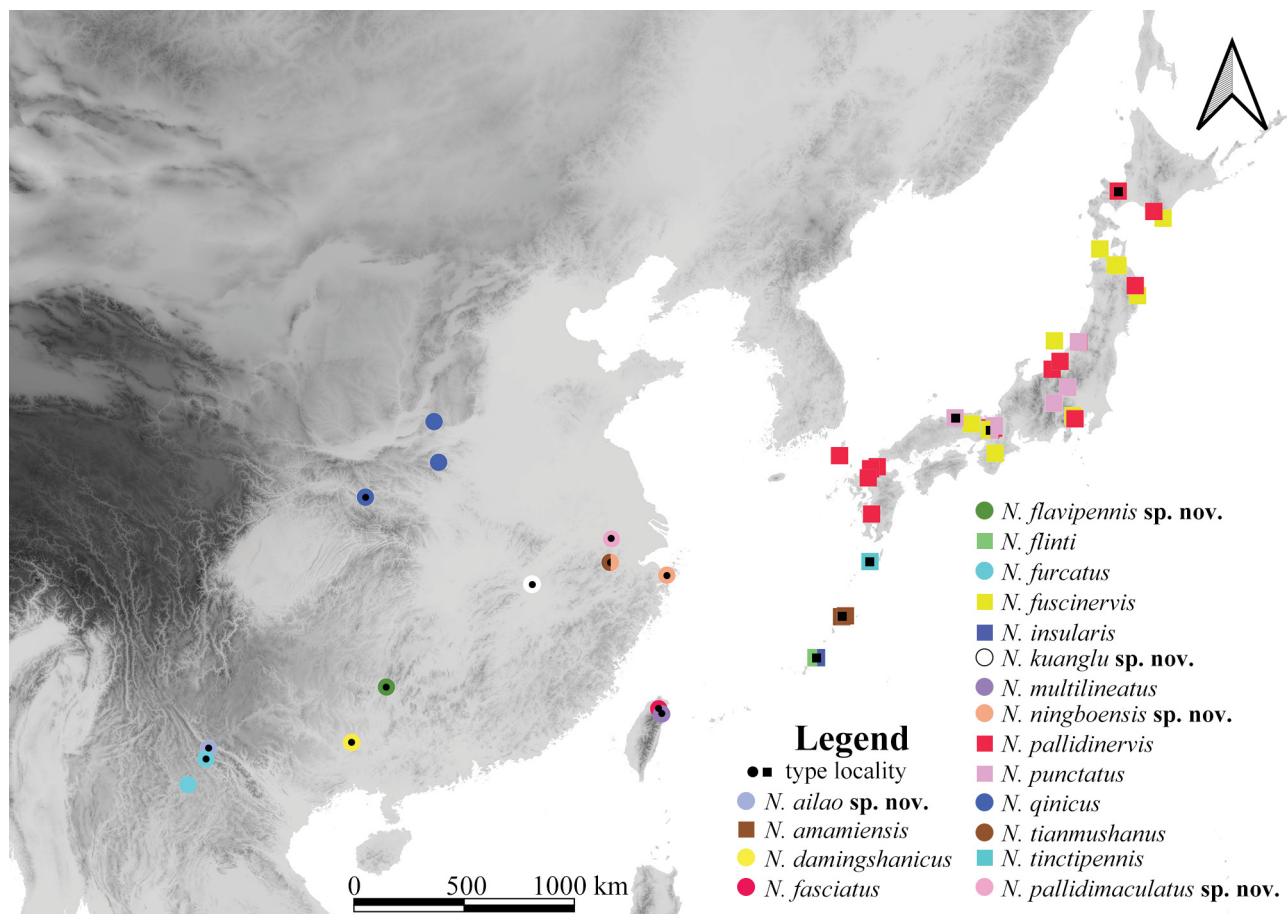 Legend
type locality
N. ailao sp. nov.
N. amamiensis
N. damingshanicus
N. fasciatus
N. flavipennis sp. nov.
N. flinti
N. furcatus
N. fuscinervis
N. insularis
N. kuanglu sp. nov.
N. multilineatus
N. ningboensis sp. nov.
N. pallidinervis
N. punctatus
N. qinicus
N. tianmushanus
N. tinctipennis
N. pallidimaculatus sp. nov.
0 500 1000 km